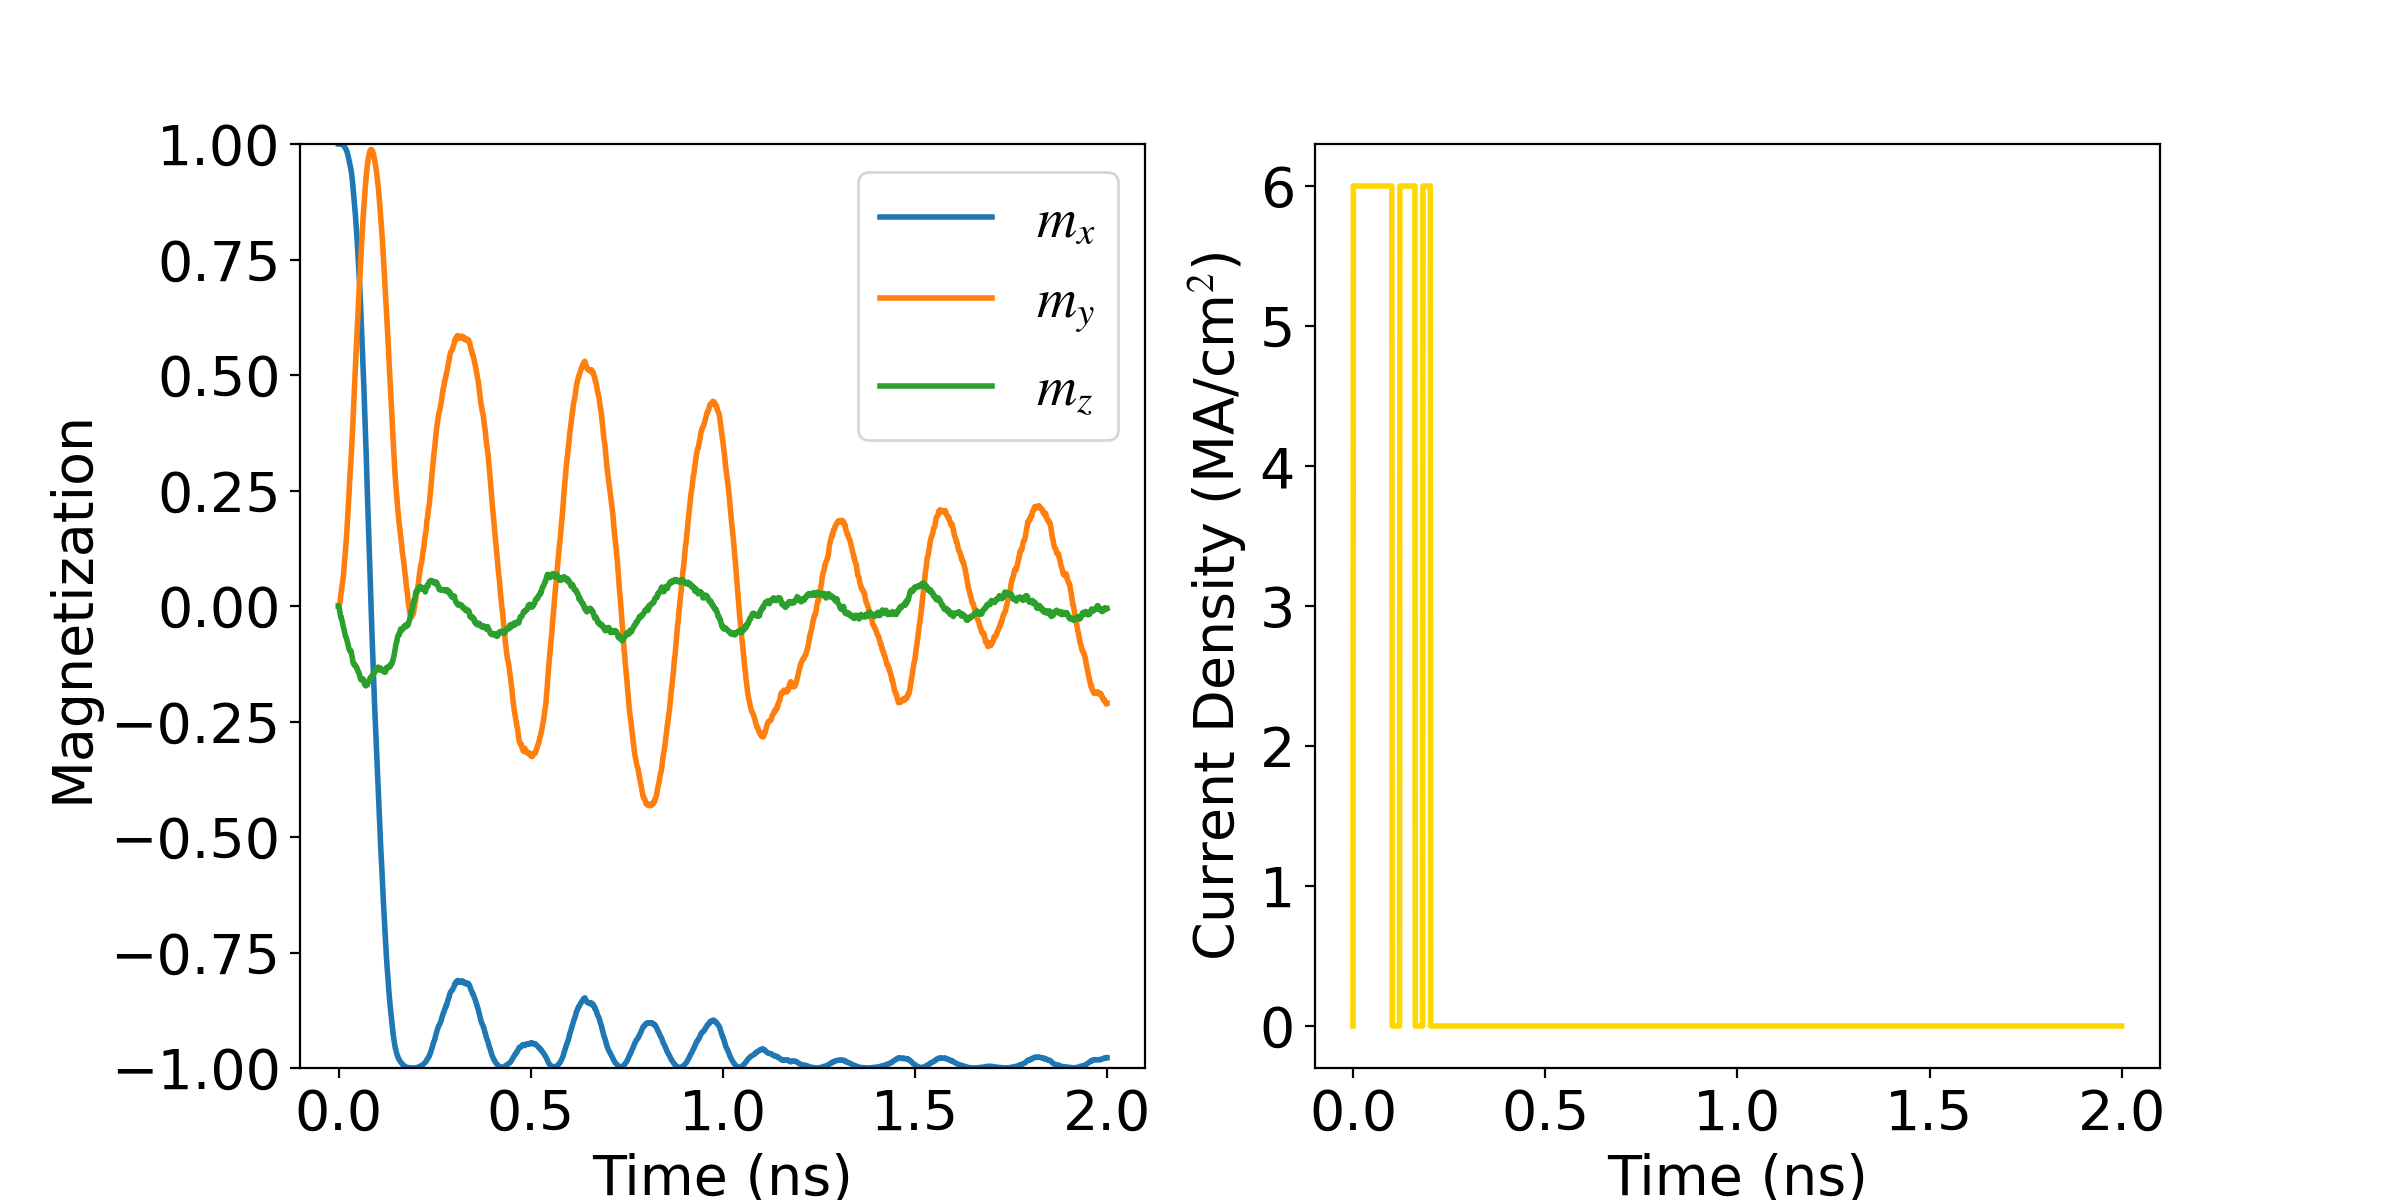 1.00
0.75
0.50
0.25
0.00
−0.25
−0.50
−0.75
−1.00
Magnetization
0.0 0.5 1.0 1.5 2.0
Time (ns)
m_x
m_y
m_z
6
5
4
3
2
1
0
Current Density (MA/cm²)
0.0 0.5 1.0 1.5 2.0
Time (ns)